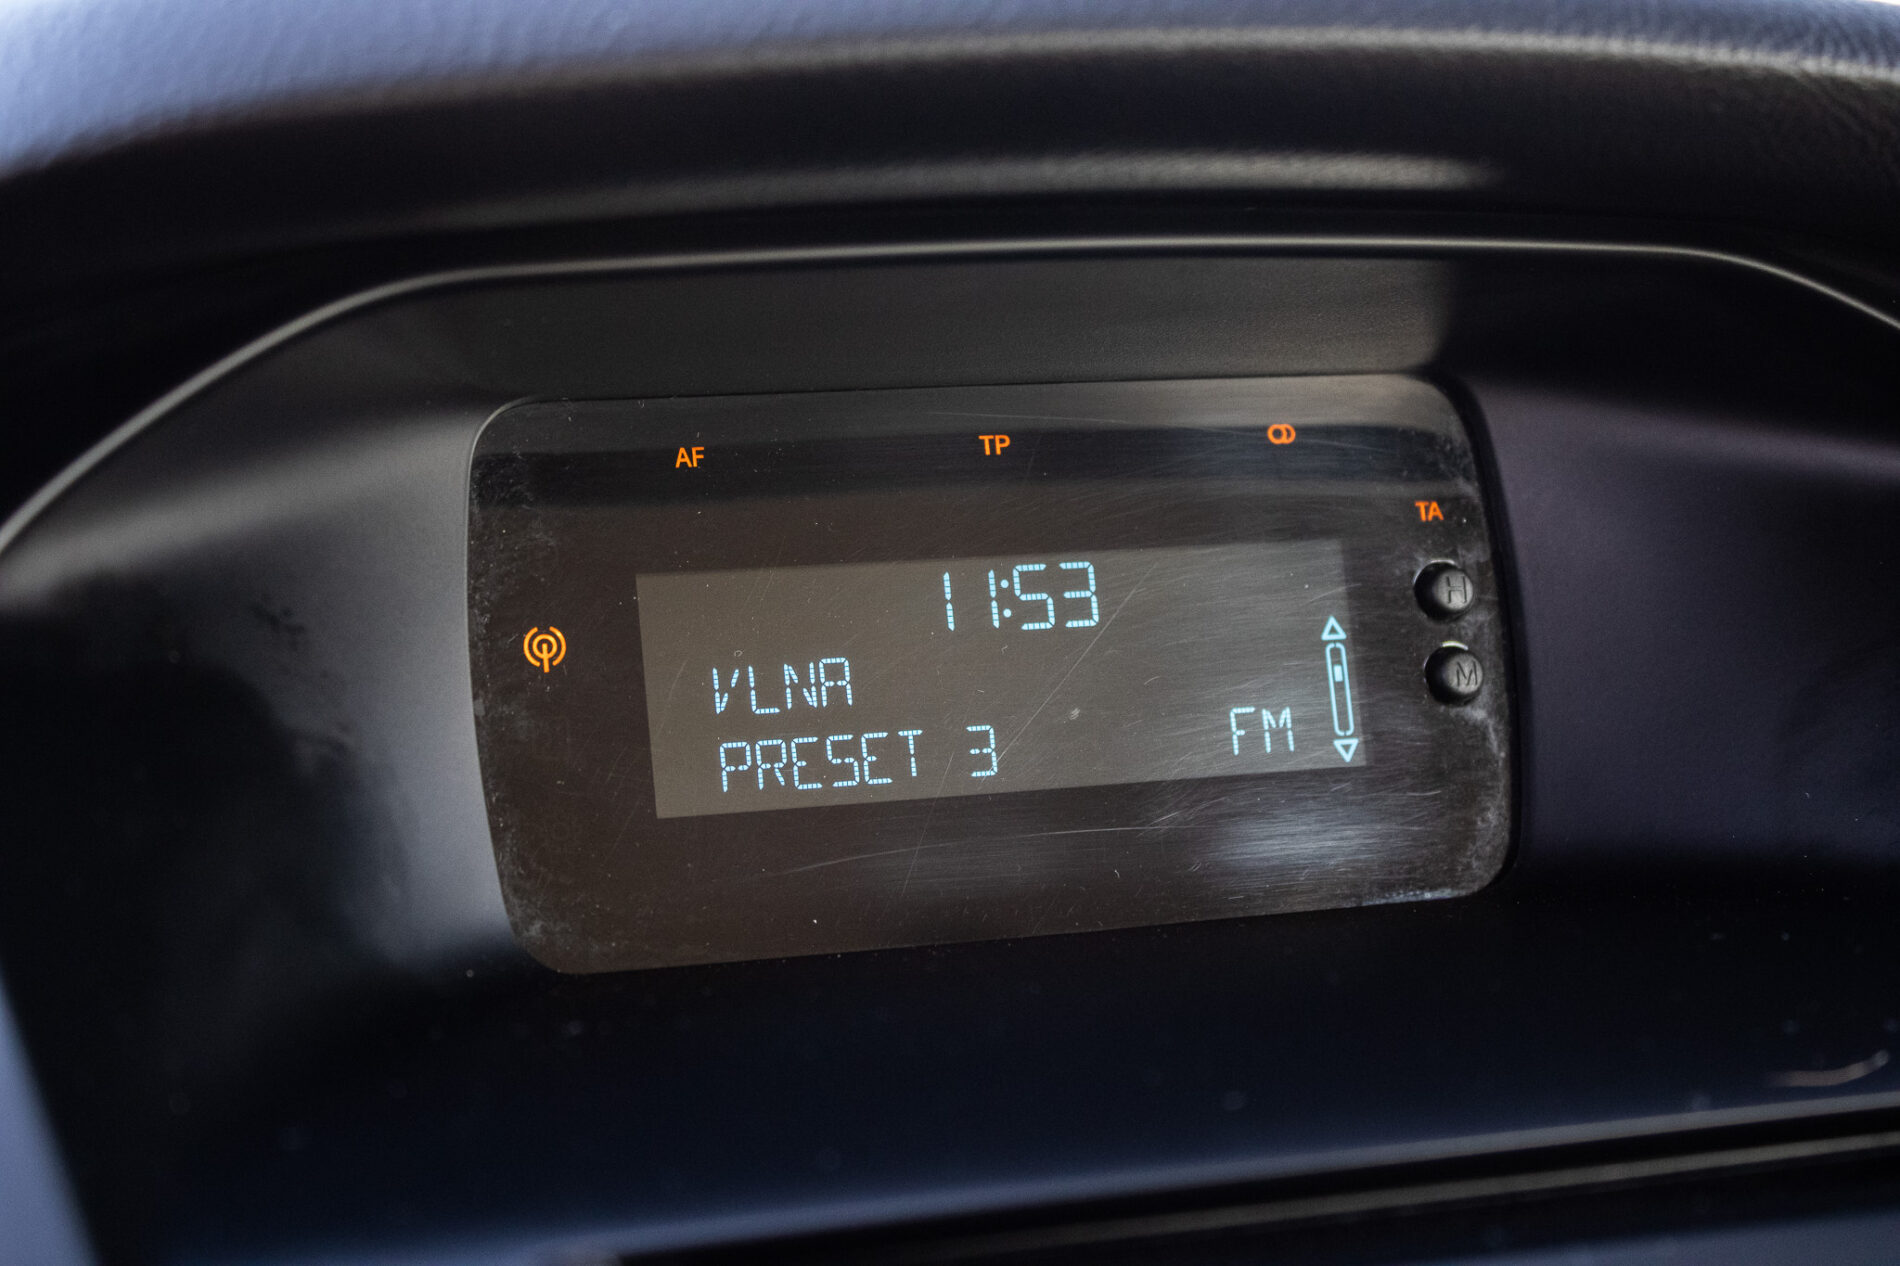 AF TP
TA
11:53
H
VLNA
M
PRESET 3 FM